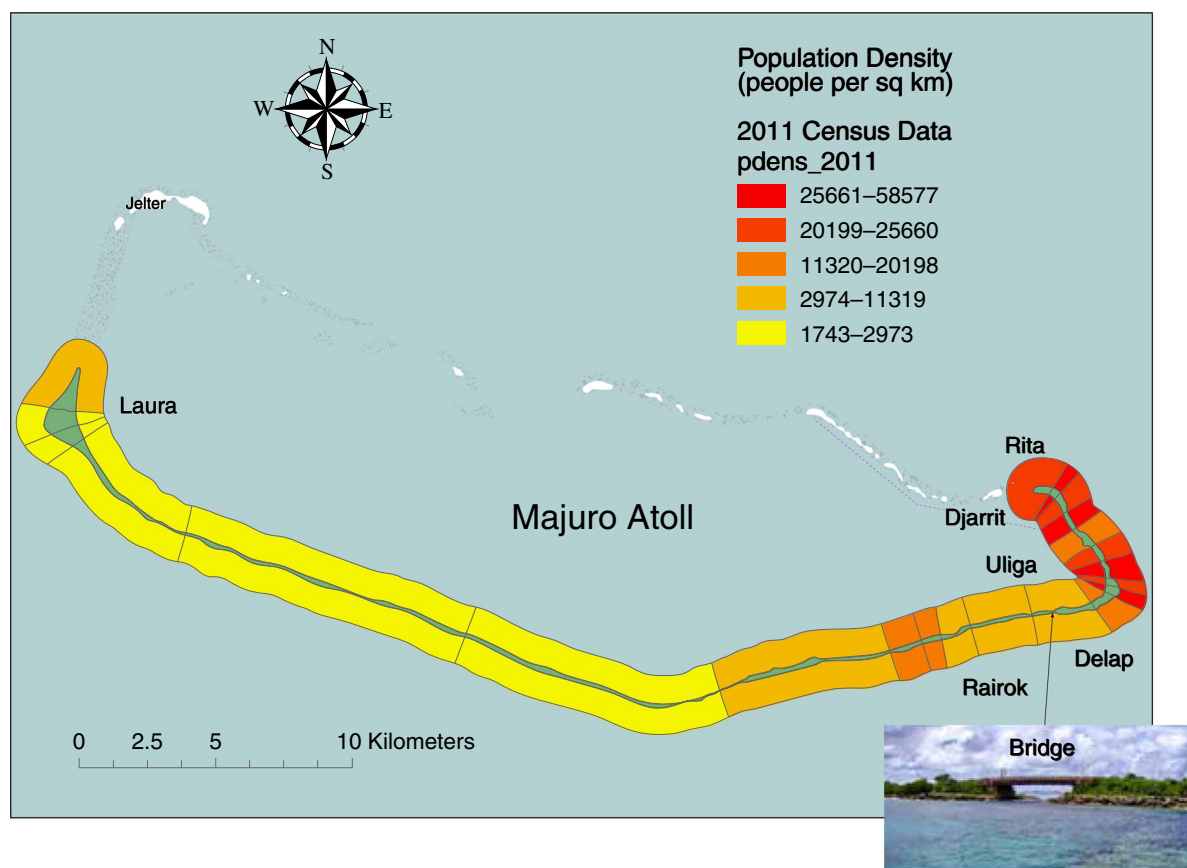 N
W
E
S
Population Density
(people per sq km)
2011 Census Data
pdens_2011
25661–58577
20199–25660
11320–20198
2974–11319
1743–2973
Jelter
Laura
Rita
Majuro Atoll
Djarrit
Uliga
Delap
Rairok
0 2.5 5 10 Kilometers
Bridge